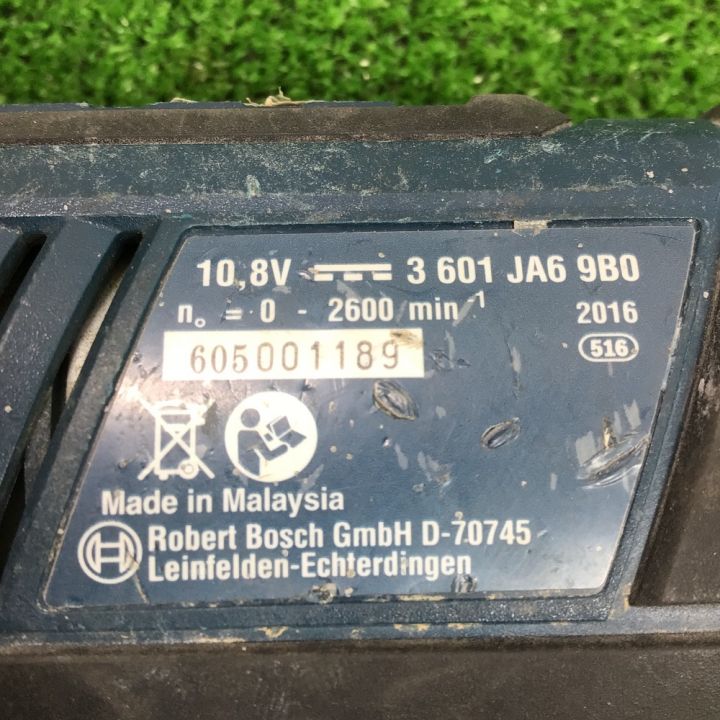 10,8V 3 601 JA6 9B0
n₀ = 0 - 2600 min⁻¹ 2016
605001189 516
Made in Malaysia
Robert Bosch GmbH D-70745
Leinfelden-Echterdingen